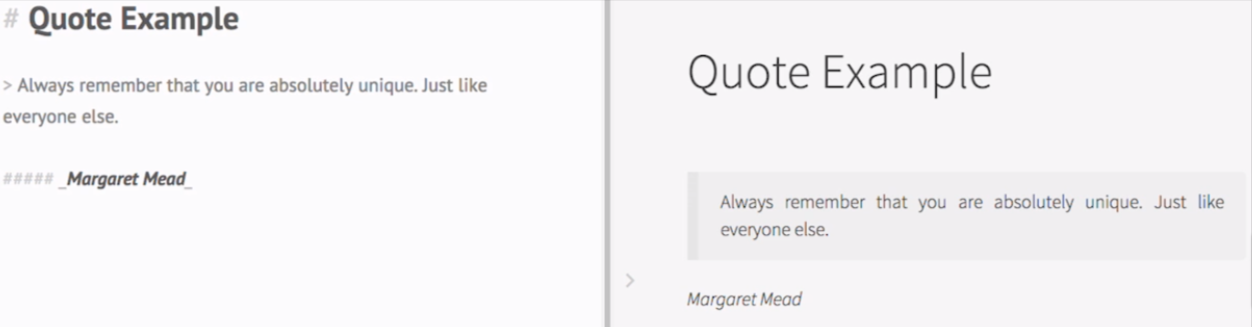 # Quote Example
> Always remember that you are absolutely unique. Just like
everyone else.
##### _Margaret Mead_
Quote Example
Always remember that you are absolutely unique. Just like
everyone else.
Margaret Mead